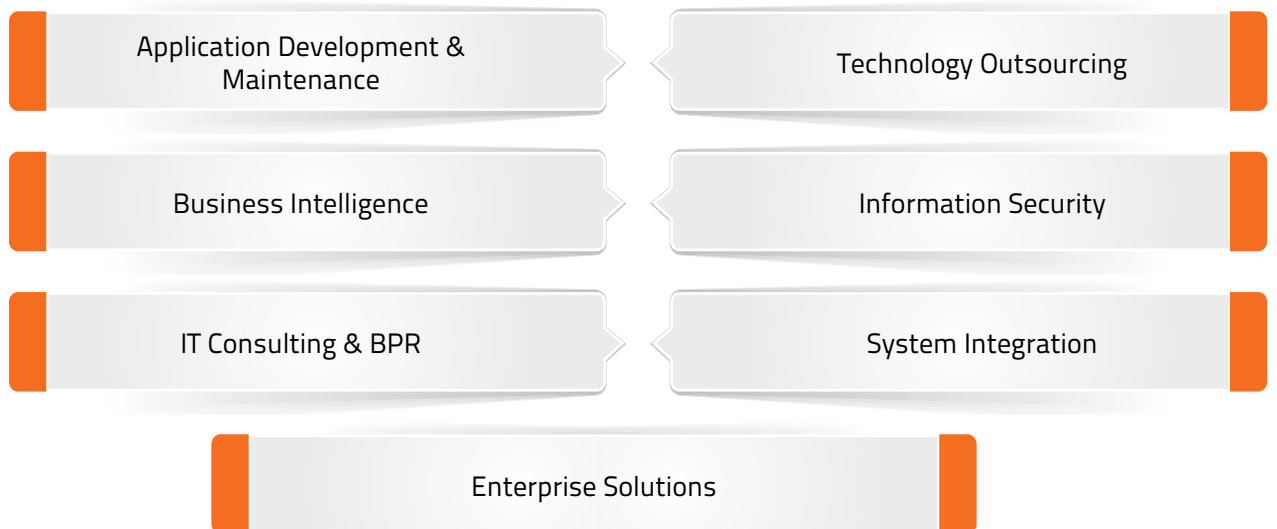 Application Development &
Maintenance
Technology Outsourcing
Business Intelligence
Information Security
IT Consulting & BPR
System Integration
Enterprise Solutions